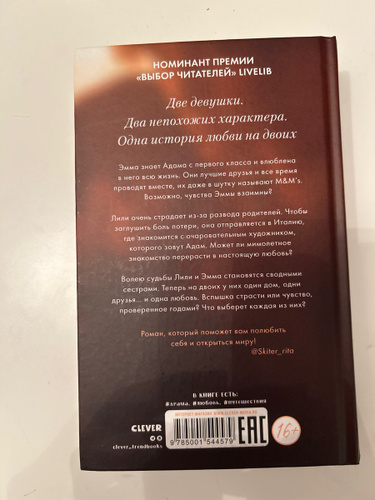 НОМИНАНТ ПРЕМИИ
«ВЫБОР ЧИТАТЕЛЕЙ» LIVELIB
Две девушки.
Два непохожих характера.
Одна история любви на двоих
Эмма знает Адама с первого класса и влюблена
в него всю жизнь. Они лучшие друзья и все время
проводят вместе, их даже в шутку называют M&M's.
Возможно, чувства Эммы взаимны?
Лили очень страдает из-за развода родителей. Чтобы
заглушить боль потери, она отправляется в Италию,
где знакомится с очаровательным художником,
которого зовут Адам. Может ли мимолетное
знакомство перерасти в настоящую любовь?
Волею судьбы Лили и Эмма становятся сводными
сестрами. Теперь на двоих у них один дом, одни
друзья... и одна любовь. Вспышка страсти или чувство,
проверенное годами? Что выберет каждая из них?
Роман, который поможет вам полюбить
себя и открыться миру!
@Skiter_rita
В КНИГЕ ЕСТЬ:
#драма, #любовь, #путешествия
CLEVER
clever_trendbooks
9 785001 544579
EAC
16+